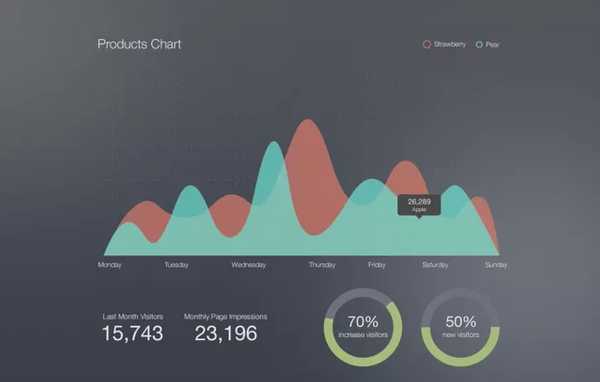 Products Chart
Strawberry
Pear
26,289
Apple
Monday
Tuesday
Wednesday
Thursday
Friday
Saturday
Sunday
Last Month Visitors
15,743
Monthly Page Impressions
23,196
70%
increase visitors
50%
new visitors